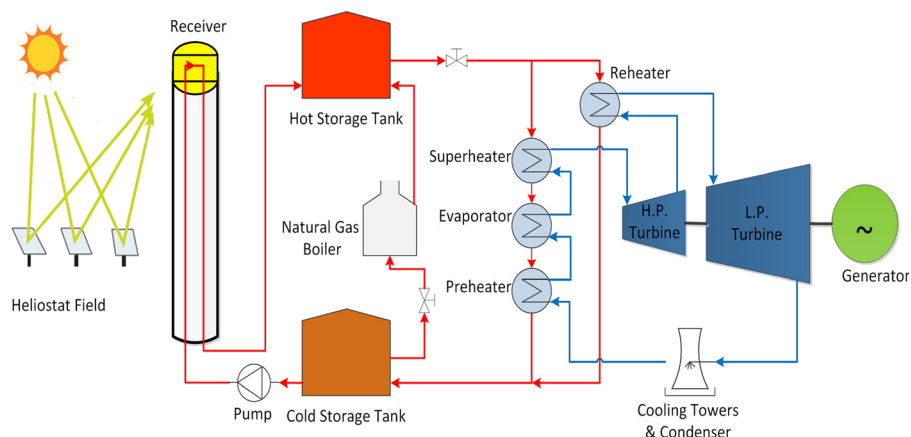 Receiver
Reheater
Hot Storage Tank
Superheater
Natural Gas
Boiler
Evaporator
H.P.
Turbine
L.P.
Turbine
~
Generator
Preheater
Heliostat Field
Pump
Cold Storage Tank
Cooling Towers
& Condenser